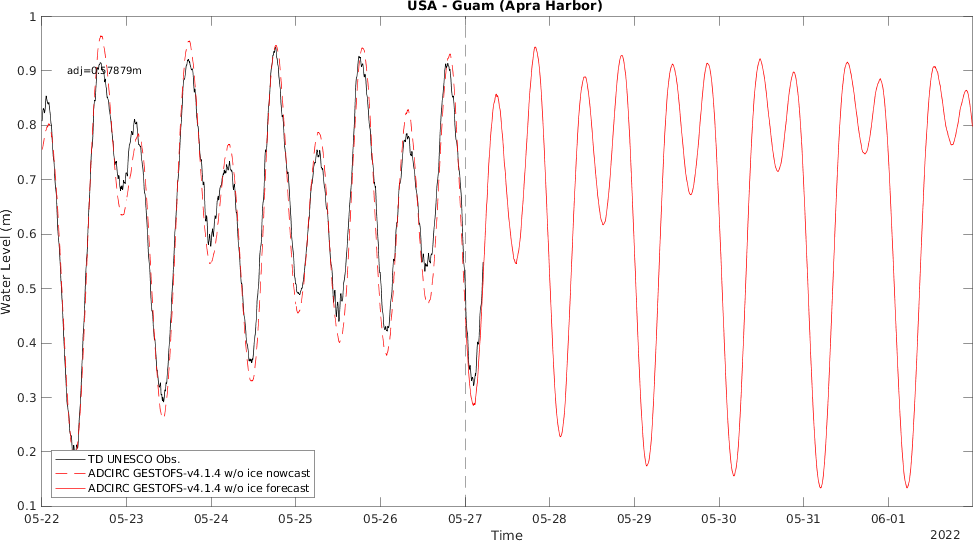 USA - Guam (Apra Harbor)
1
0.9
0.8
0.7
0.6
0.5
0.4
0.3
0.2
0.1
Water Level (m)
adj=0.57879m
TD UNESCO Obs.
ADCIRC GESTOFS-v4.1.4 w/o ice nowcast
ADCIRC GESTOFS-v4.1.4 w/o ice forecast
05-22 05-23 05-24 05-25 05-26 05-27 05-28 05-29 05-30 05-31 06-01
Time
2022